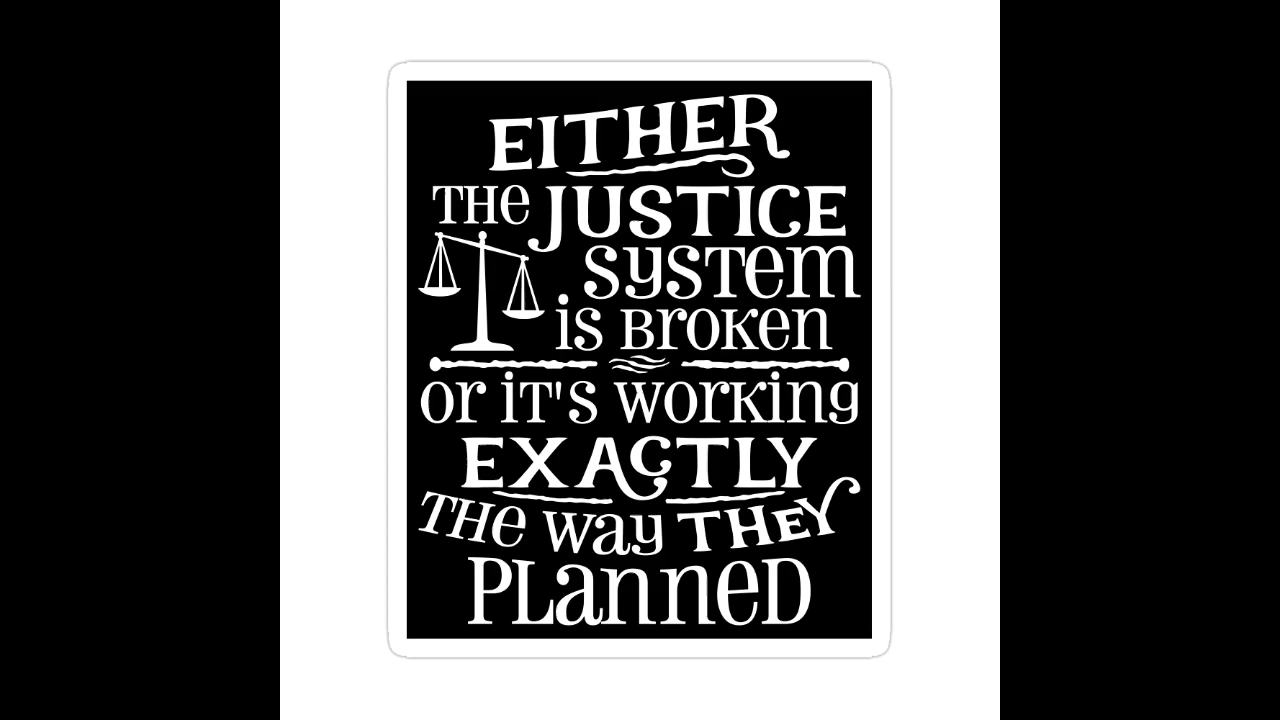 EITHER
THE JUSTICE
SYSTEM
is Broken
or iT's working
EXACTLY
THE way THEY
PLanneD